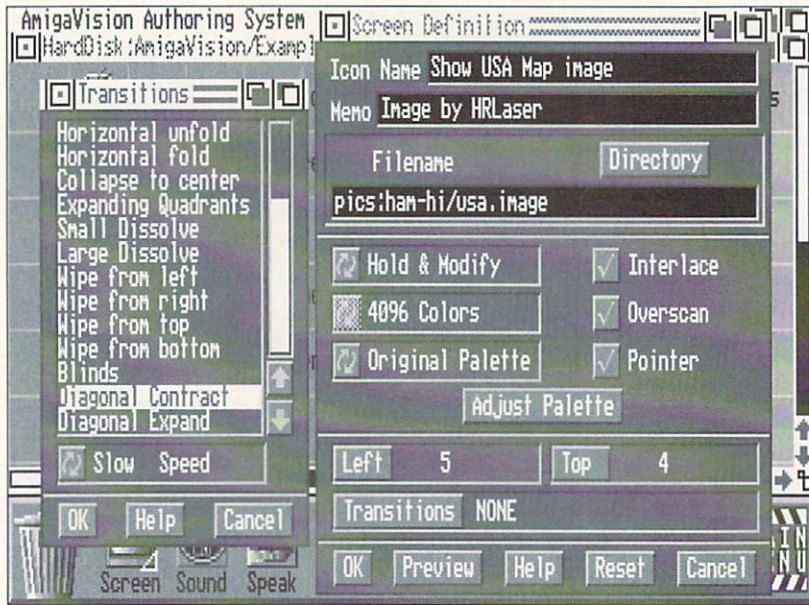 AmigaVision Authoring System
HardDisk:AmigaVision/Exampl
Transitions
Horizontal unfold
Horizontal fold
Collapse to center
Expanding Quadrants
Small Dissolve
Large Dissolve
Wipe from left
Wipe from right
Wipe from top
Wipe from bottom
Blinds
Diagonal Contract
Diagonal Expand
Slow Speed
OK Help Cancel
Screen Sound Speak
Screen Definition
Icon Name Show USA Map image
Memo Image by HRLaser
Filename Directory
pics:ham-hi/usa.image
Hold & Modify Interlace
4096 Colors Overscan
Original Palette Pointer
Adjust Palette
Left 5 Top 4
Transitions NONE
OK Preview Help Reset Cancel